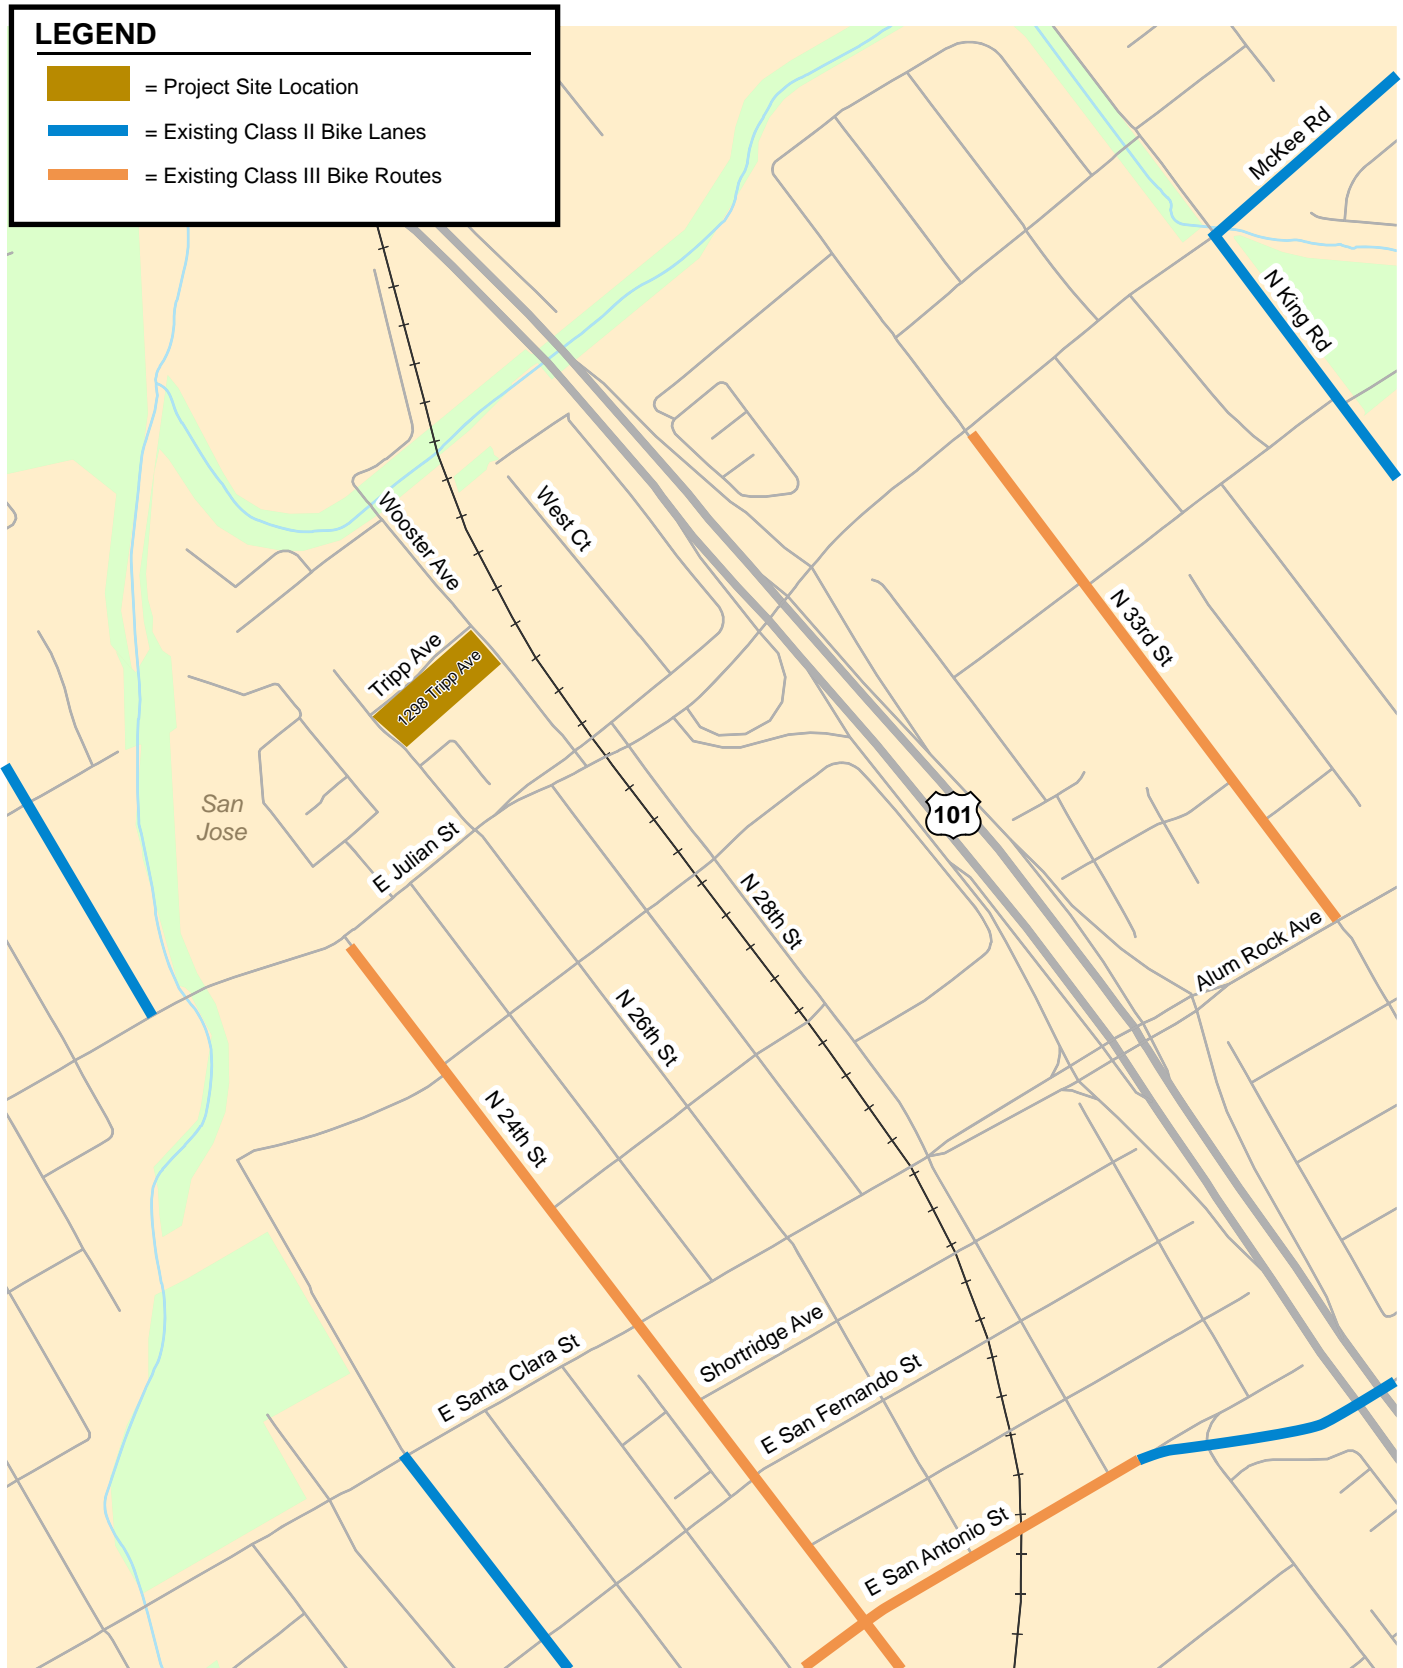 LEGEND
= Project Site Location
= Existing Class II Bike Lanes
= Existing Class III Bike Routes
McKee Rd
N King Rd
West Ct
Wooster Ave
N 33rd St
Tripp Ave
1298 Tripp Ave
San
Jose
101
E Julian St
N 28th St
Alum Rock Ave
N 26th St
N 24th St
Shortridge Ave
E Santa Clara St
E San Fernando St
E San Antonio St